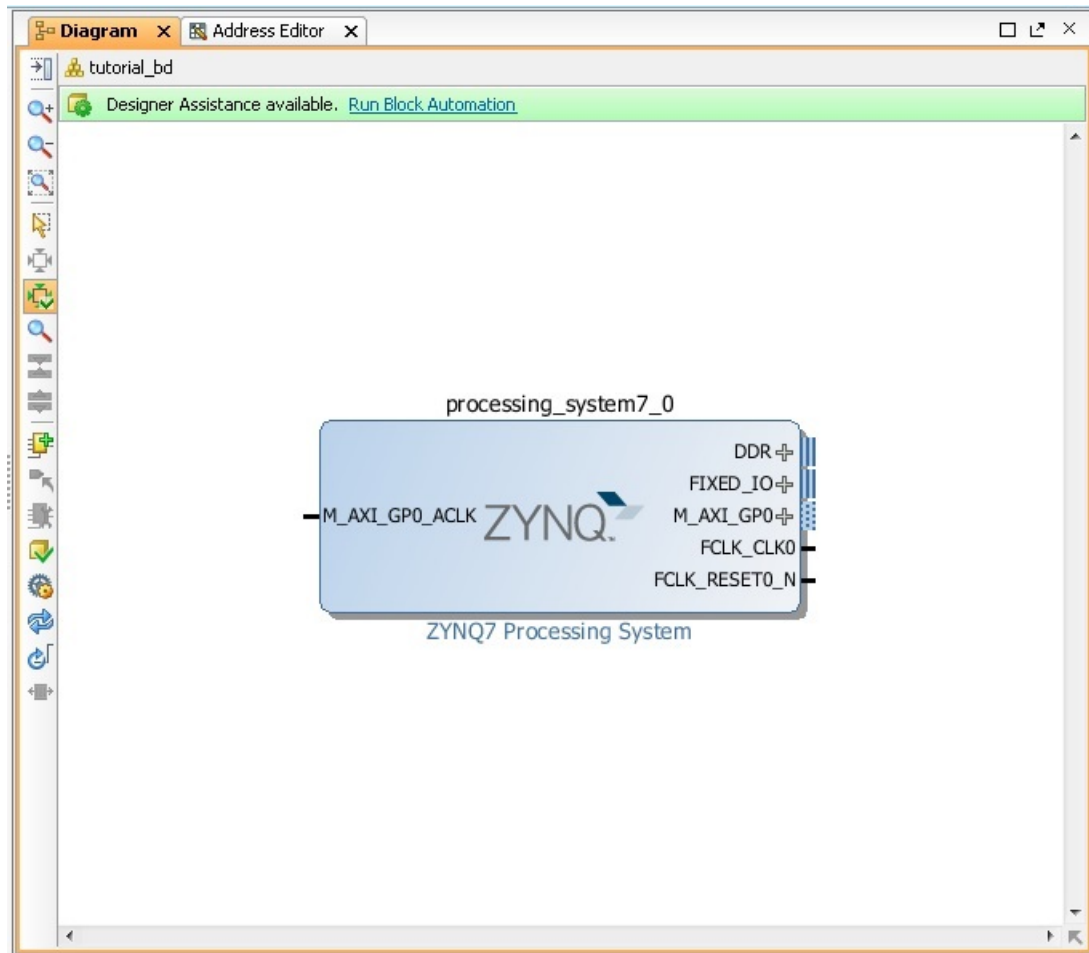 Diagram Address Editor
tutorial_bd
Designer Assistance available. Run Block Automation
processing_system7_0
DDR
FIXED_IO
M_AXI_GP0_ACLK ZYNQ™ M_AXI_GP0
FCLK_CLK0
FCLK_RESET0_N
ZYNQ7 Processing System